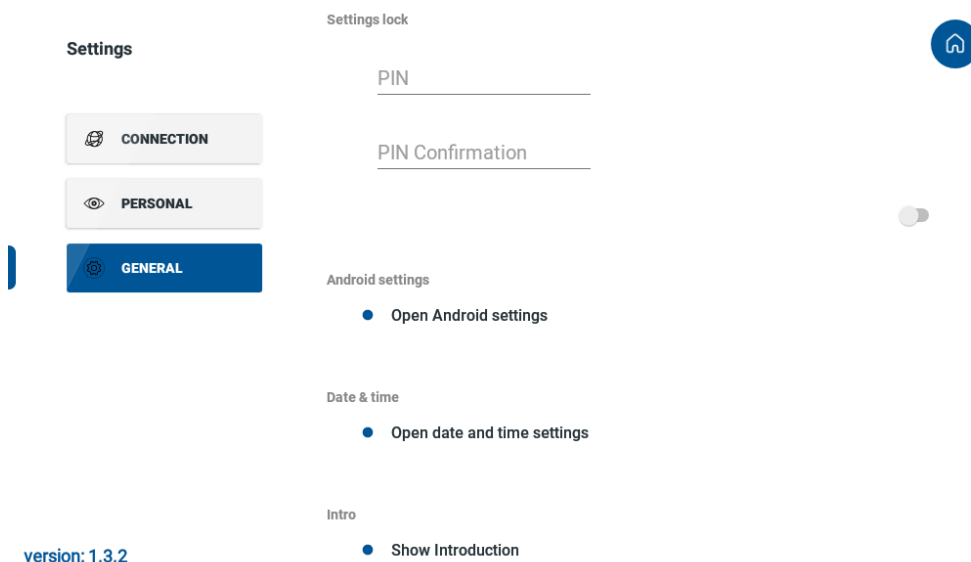 Settings
CONNECTION
PERSONAL
GENERAL
version: 1.3.2
Settings lock
PIN
PIN Confirmation
Android settings
Open Android settings
Date & time
Open date and time settings
Intro
Show Introduction